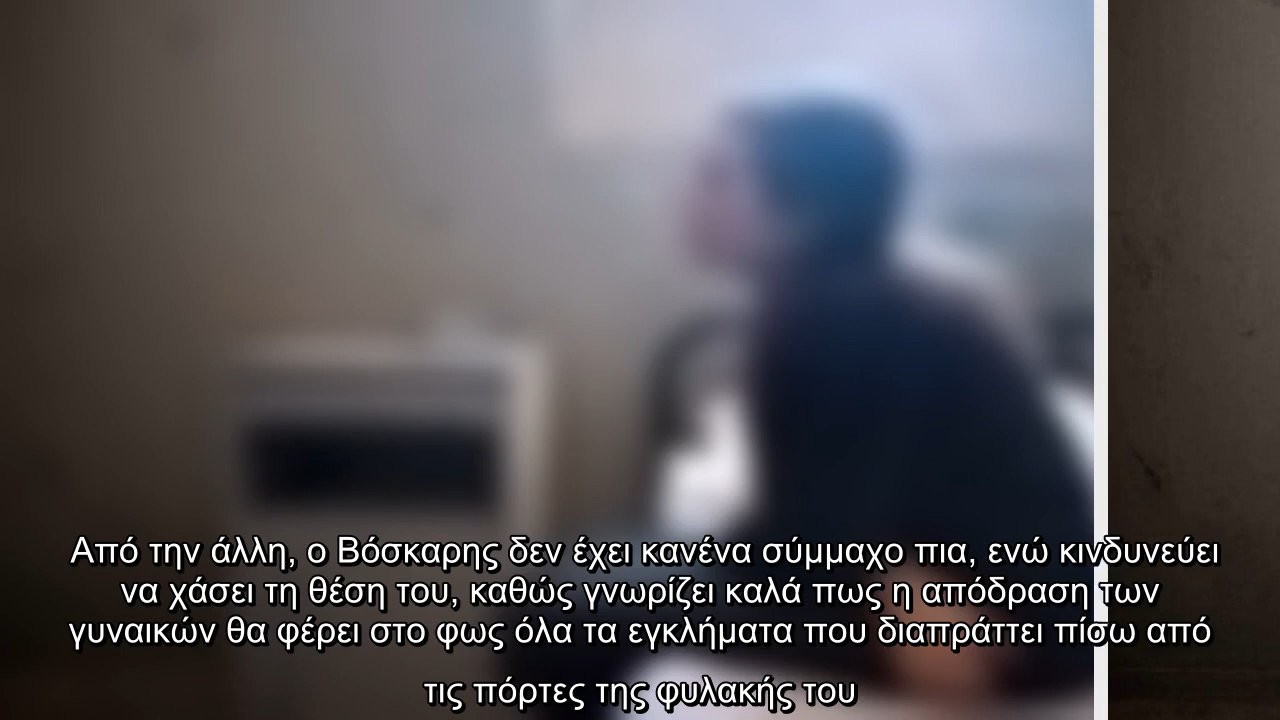 Από την άλλη, ο Βόσκαρης δεν έχει κανένα σύμμαχο πια, ενώ κινδυνεύει
να χάσει τη θέση του, καθώς γνωρίζει καλά πως η απόδραση των
γυναικών θα φέρει στο φως όλα τα εγκλήματα που διαπράττει πίσω από
τις πόρτες της φυλακής του